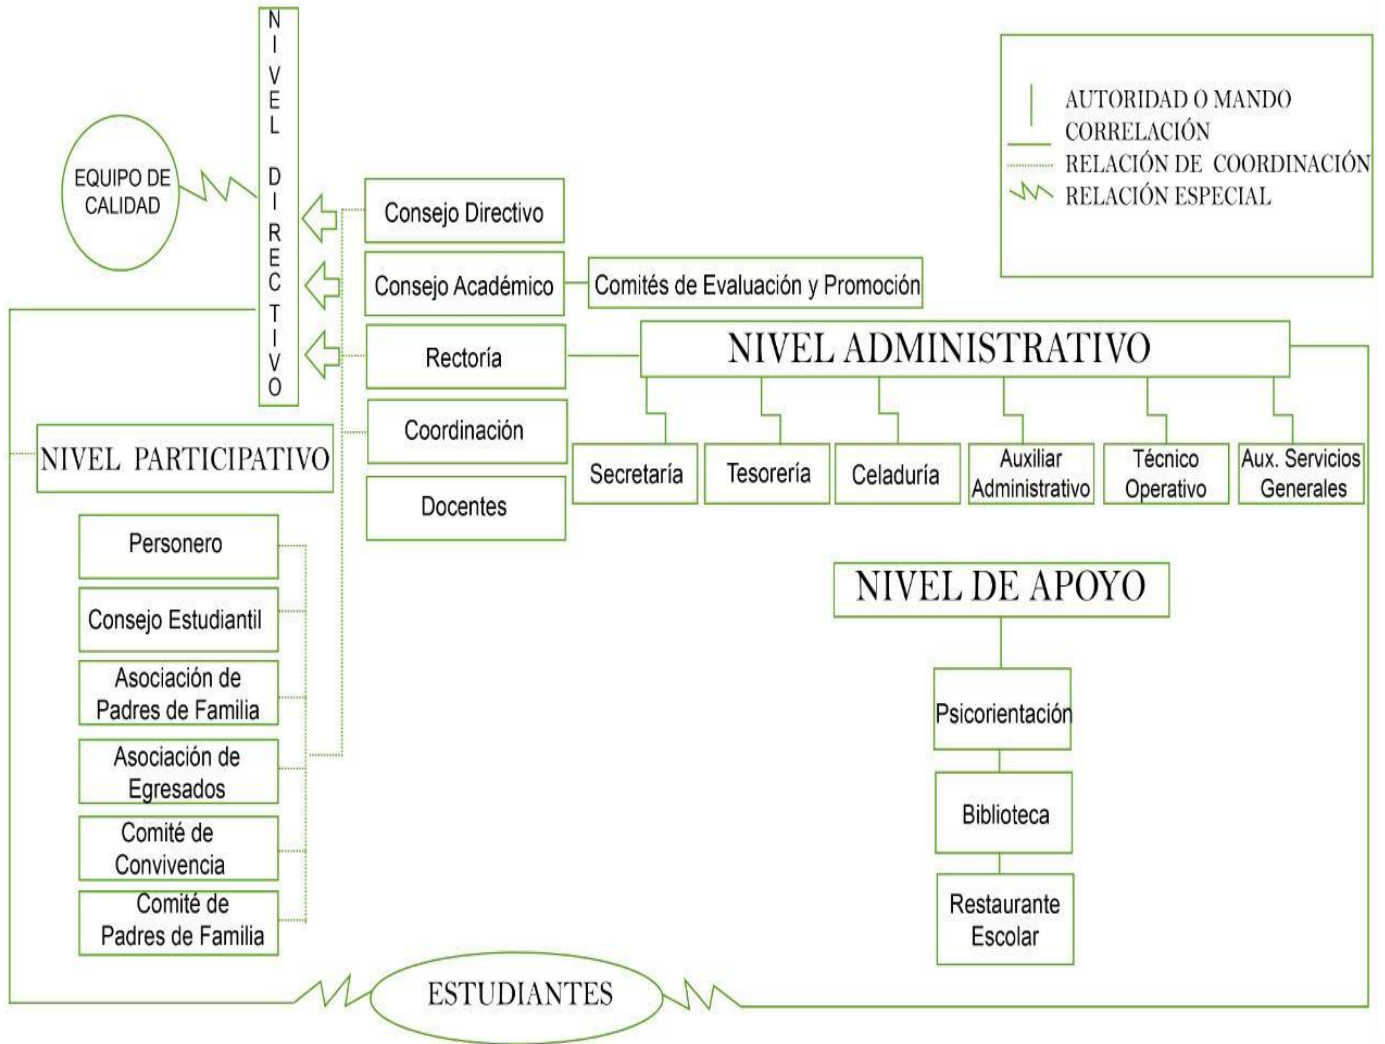 NIVEL DIRECTIVO
EQUIPO DE
CALIDAD
AUTORIDAD O MANDO
CORRELACIÓN
RELACIÓN DE COORDINACIÓN
RELACIÓN ESPECIAL
Consejo Directivo
Consejo Académico
Comités de Evaluación y Promoción
Rectoría
NIVEL ADMINISTRATIVO
Coordinación
Docentes
Secretaría
Tesorería
Celaduría
Auxiliar
Administrativo
Técnico
Operativo
Aux. Servicios
Generales
NIVEL PARTICIPATIVO
Personero
Consejo Estudiantil
Asociación de
Padres de Familia
Asociación de
Egresados
Comité de
Convivencia
Comité de
Padres de Familia
NIVEL DE APOYO
Psicorientación
Biblioteca
Restaurante
Escolar
ESTUDIANTES